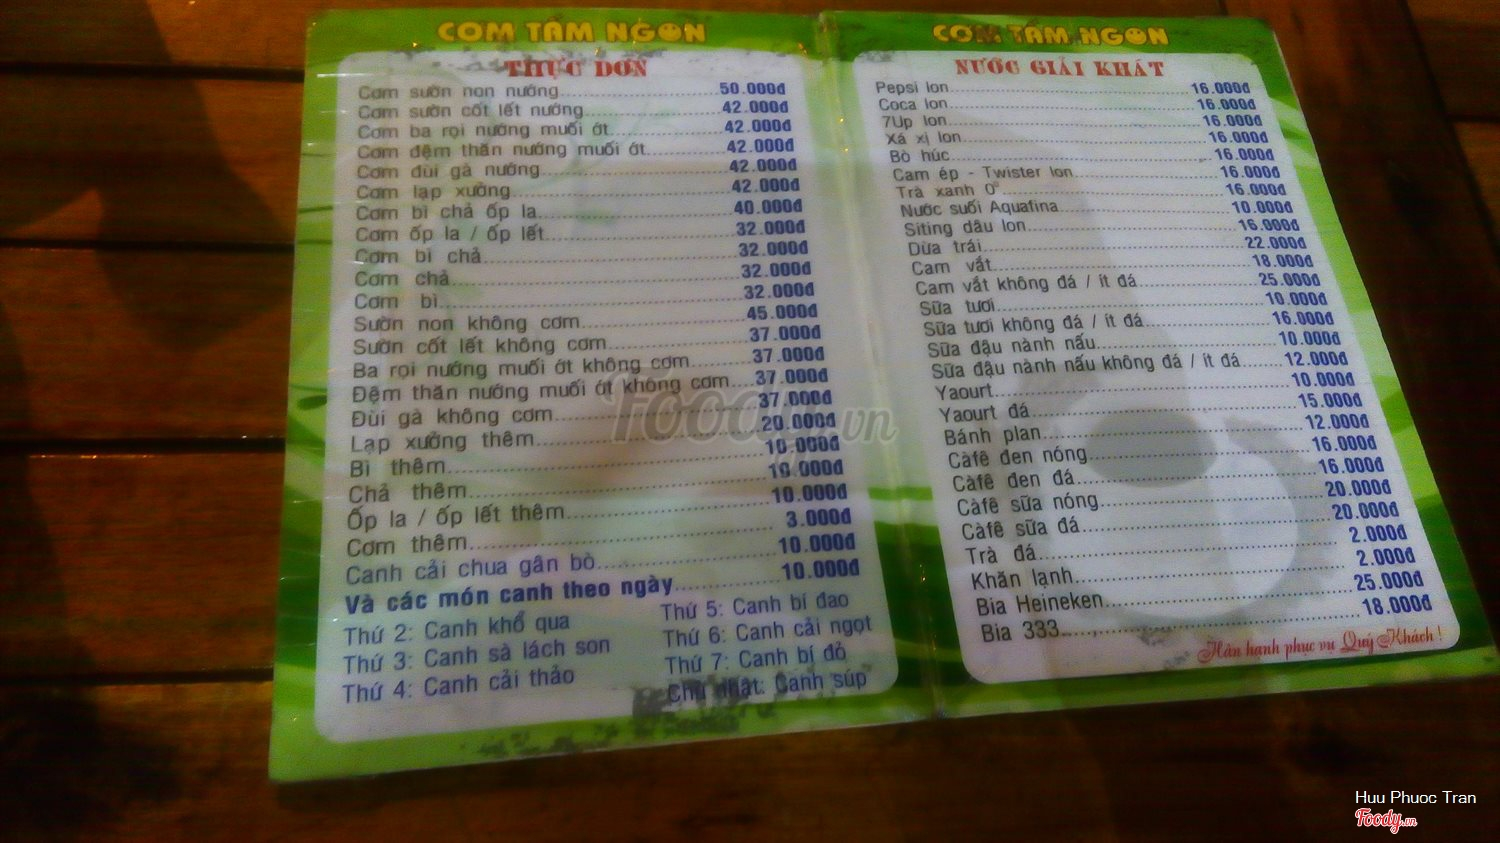 CƠM TẤM NGON
THỰC ĐƠN
Cơm sườn non nướng 50.000đ
Cơm sườn cốt lết nướng 42.000đ
Cơm ba rọi nướng muối ớt 42.000đ
Cơm đệm thăn nướng muối ớt 42.000đ
Cơm đùi gà nướng 42.000đ
Cơm lạp xưởng 42.000đ
Cơm bì chả ốp la 40.000đ
Cơm ốp la / ốp lết 32.000đ
Cơm bì chả 32.000đ
Cơm chả 32.000đ
Cơm bì 32.000đ
Sườn non không cơm 45.000đ
Sườn cốt lết không cơm 37.000đ
Ba rọi nướng muối ớt không cơm 37.000đ
Đệm thăn nướng muối ớt không cơm 37.000đ
Đùi gà không cơm 37.000đ
Lạp xưởng thêm 20.000đ
Bì thêm 10.000đ
Chả thêm 10.000đ
Ốp la / ốp lết thêm 10.000đ
Cơm thêm 3.000đ
Canh cải chua gân bò 10.000đ
Và các món canh theo ngày 10.000đ
Thứ 2: Canh khổ qua
Thứ 3: Canh sà lách son
Thứ 4: Canh cải thảo
Thứ 5: Canh bí đao
Thứ 6: Canh cải ngọt
Thứ 7: Canh bí đỏ
Chủ nhật: Canh súp
CƠM TẤM NGON
NƯỚC GIẢI KHÁT
Pepsi lon 16.000đ
Coca lon 16.000đ
7Up lon 16.000đ
Xá xị lon 16.000đ
Bò húc 16.000đ
Cam ép - Twister lon 16.000đ
Trà xanh 0° 16.000đ
Nước suối Aquafina 10.000đ
Siting dâu lon 16.000đ
Dừa trái 22.000đ
Cam vắt 18.000đ
Cam vắt không đá / ít đá 25.000đ
Sữa tươi 10.000đ
Sữa tươi không đá / ít đá 16.000đ
Sữa đậu nành nấu 10.000đ
Sữa đậu nành nấu không đá / ít đá 12.000đ
Yaourt 10.000đ
Yaourt đá 15.000đ
Bánh plan 12.000đ
Càfê đen nóng 16.000đ
Càfê đen đá 16.000đ
Càfê sữa nóng 20.000đ
Càfê sữa đá 20.000đ
Trà đá 2.000đ
Khăn lạnh 2.000đ
Bia Heineken 25.000đ
Bia 333 18.000đ
Hân hạnh phục vụ Quý Khách !
Foody.vn
Huu Phuoc Tran
Foody.vn